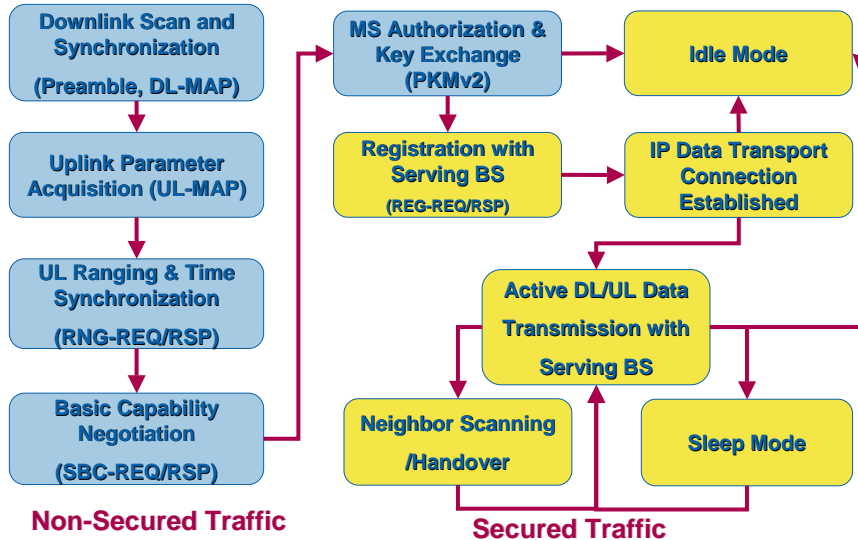 Downlink Scan and
Synchronization
(Preamble, DL-MAP)
Uplink Parameter
Acquisition (UL-MAP)
UL Ranging & Time
Synchronization
(RNG-REQ/RSP)
Basic Capability
Negotiation
(SBC-REQ/RSP)
Non-Secured Traffic
MS Authorization &
Key Exchange
(PKMv2)
Idle Mode
Registration with
Serving BS
(REG-REQ/RSP)
IP Data Transport
Connection
Established
Active DL/UL Data
Transmission with
Serving BS
Neighbor Scanning
/Handover
Sleep Mode
Secured Traffic